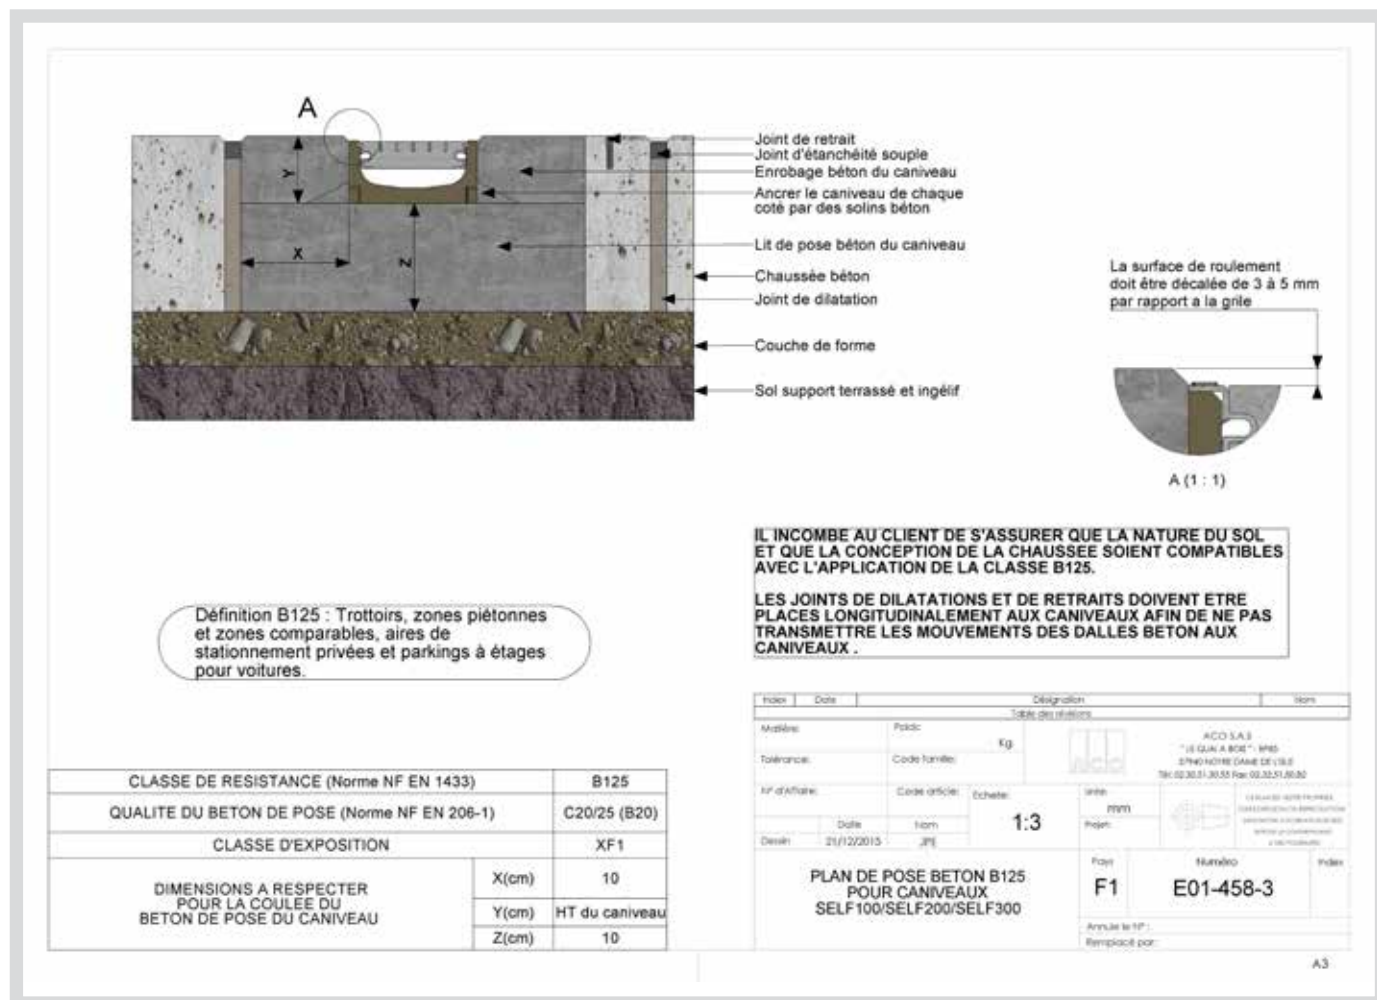 A
Y
X
Z
Joint de retrait
Joint d'étanchéité souple
Enrobage béton du caniveau
Ancrer le caniveau de chaque
coté par des solins béton
Lit de pose béton du caniveau
Chaussée béton
Joint de dilatation
Couche de forme
Sol support terrassé et ingélif
La surface de roulement
doit être décalée de 3 à 5 mm
par rapport a la grile
A (1 : 1)
IL INCOMBE AU CLIENT DE S'ASSURER QUE LA NATURE DU SOL
ET QUE LA CONCEPTION DE LA CHAUSSEE SOIENT COMPATIBLES
AVEC L'APPLICATION DE LA CLASSE B125.
LES JOINTS DE DILATATIONS ET DE RETRAITS DOIVENT ETRE
PLACES LONGITUDINALEMENT AUX CANIVEAUX AFIN DE NE PAS
TRANSMETTRE LES MOUVEMENTS DES DALLES BETON AUX
CANIVEAUX .
Définition B125 : Trottoirs, zones piétonnes
et zones comparables, aires de
stationnement privées et parkings à étages
pour voitures.
CLASSE DE RESISTANCE (Norme NF EN 1433) B125
QUALITE DU BETON DE POSE (Norme NF EN 206-1) C20/25 (B20)
CLASSE D'EXPOSITION XF1
DIMENSIONS A RESPECTER
POUR LA COULEE DU
BETON DE POSE DU CANIVEAU
X(cm) 10
Y(cm) HT du caniveau
Z(cm) 10
Index Date Désignation Nom
Table des révisions
Matière: Poids: Kg
Tolérance: Code famille:
N° d'Affaire: Code article: Echelle: 1:3
Date Nom
Dessin 21/12/2015
ACO
ACO S.A.S
Unité: mm
Projet:
PLAN DE POSE BETON B125
POUR CANIVEAUX
SELF100/SELF200/SELF300
Pays F1
Numéro E01-458-3
Index
Annule le N° :
Remplacé par:
A3